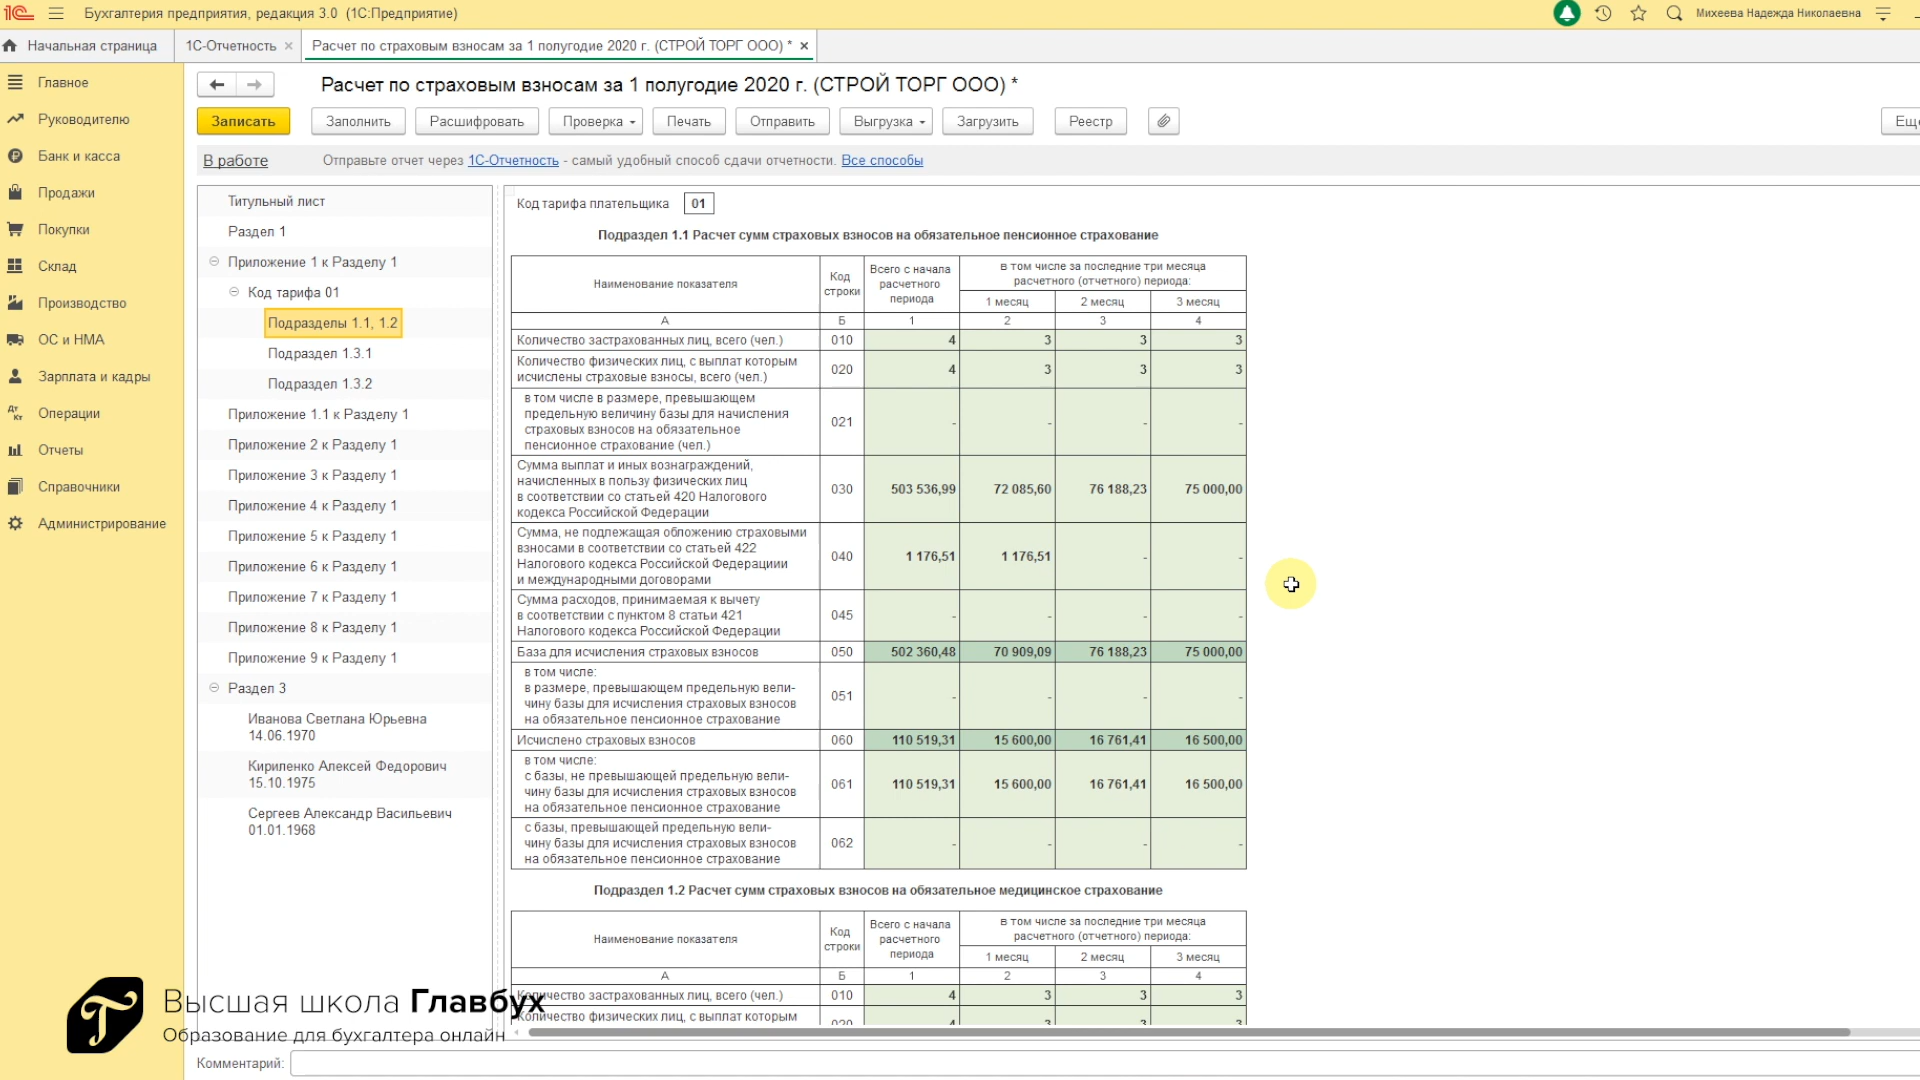 1С Бухгалтерия предприятия, редакция 3.0 (1С:Предприятие)
Михеева Надежда Николаевна
Начальная страница
1С-Отчетность ×
Расчет по страховым взносам за 1 полугодие 2020 г. (СТРОЙ ТОРГ ООО) * ×
Главное
Руководителю
Банк и касса
Продажи
Покупки
Склад
Производство
ОС и НМА
Зарплата и кадры
Дт Кт Операции
Отчеты
Справочники
Администрирование
Расчет по страховым взносам за 1 полугодие 2020 г. (СТРОЙ ТОРГ ООО) *
Записать Заполнить Расшифровать Проверка Печать Отправить Выгрузка Загрузить Реестр
В работе Отправьте отчет через 1С-Отчетность - самый удобный способ сдачи отчетности. Все способы
Титульный лист
Раздел 1
Приложение 1 к Разделу 1
Код тарифа 01
Подразделы 1.1, 1.2
Подраздел 1.3.1
Подраздел 1.3.2
Приложение 1.1 к Разделу 1
Приложение 2 к Разделу 1
Приложение 3 к Разделу 1
Приложение 4 к Разделу 1
Приложение 5 к Разделу 1
Приложение 6 к Разделу 1
Приложение 7 к Разделу 1
Приложение 8 к Разделу 1
Приложение 9 к Разделу 1
Раздел 3
Иванова Светлана Юрьевна
14.06.1970
Кириленко Алексей Федорович
15.10.1975
Сергеев Александр Васильевич
01.01.1968
Код тарифа плательщика 01
Подраздел 1.1 Расчет сумм страховых взносов на обязательное пенсионное страхование
Наименование показателя
Код
строки
Всего с начала
расчетного
периода
в том числе за последние три месяца
расчетного (отчетного) периода:
1 месяц 2 месяц 3 месяц
А Б 1 2 3 4
Количество застрахованных лиц, всего (чел.) 010 4 3 3 3
Количество физических лиц, с выплат которым
исчислены страховые взносы, всего (чел.) 020 4 3 3 3
в том числе в размере, превышающем
предельную величину базы для начисления
страховых взносов на обязательное
пенсионное страхование (чел.) 021 - - - -
Сумма выплат и иных вознаграждений,
начисленных в пользу физических лиц
в соответствии со статьей 420 Налогового
кодекса Российской Федерации 030 503 536,99 72 085,60 76 188,23 75 000,00
Сумма, не подлежащая обложению страховыми
взносами в соответствии со статьей 422
Налогового кодекса Российской Федерациии
и международными договорами 040 1 176,51 1 176,51 - -
Сумма расходов, принимаемая к вычету
в соответствии с пунктом 8 статьи 421
Налогового кодекса Российской Федерации 045 - - - -
База для исчисления страховых взносов 050 502 360,48 70 909,09 76 188,23 75 000,00
в том числе:
в размере, превышающем предельную вели-
чину базы для исчисления страховых взносов
на обязательное пенсионное страхование 051 - - - -
Исчислено страховых взносов 060 110 519,31 15 600,00 16 761,41 16 500,00
в том числе:
с базы, не превышающей предельную вели-
чину базы для исчисления страховых взносов
на обязательное пенсионное страхование 061 110 519,31 15 600,00 16 761,41 16 500,00
с базы, превышающей предельную вели-
чину базы для исчисления страховых взносов
на обязательное пенсионное страхование 062 - - - -
Подраздел 1.2 Расчет сумм страховых взносов на обязательное медицинское страхование
Наименование показателя
Код
строки
Всего с начала
расчетного
периода
в том числе за последние три месяца
расчетного (отчетного) периода:
1 месяц 2 месяц 3 месяц
А Б 1 2 3 4
Количество застрахованных лиц, всего (чел.) 010 4 3 3 3
Количество физических лиц, с выплат которым 020 4 3 3 3
Высшая школа Главбух
Образование для бухгалтера онлайн
Комментарий: